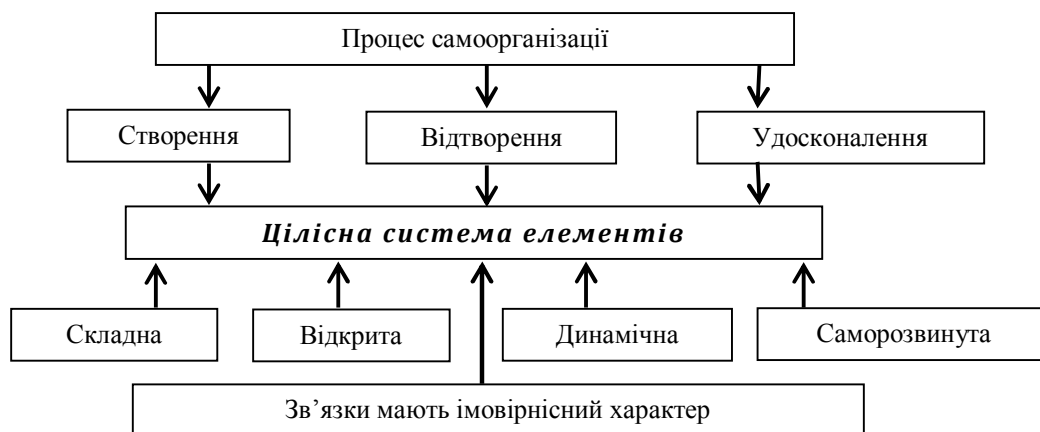 Процес самоорганізації
Створення
Відтворення
Удосконалення
Цілісна система елементів
Складна
Відкрита
Динамічна
Саморозвинута
Зв’язки мають імовірнісний характер